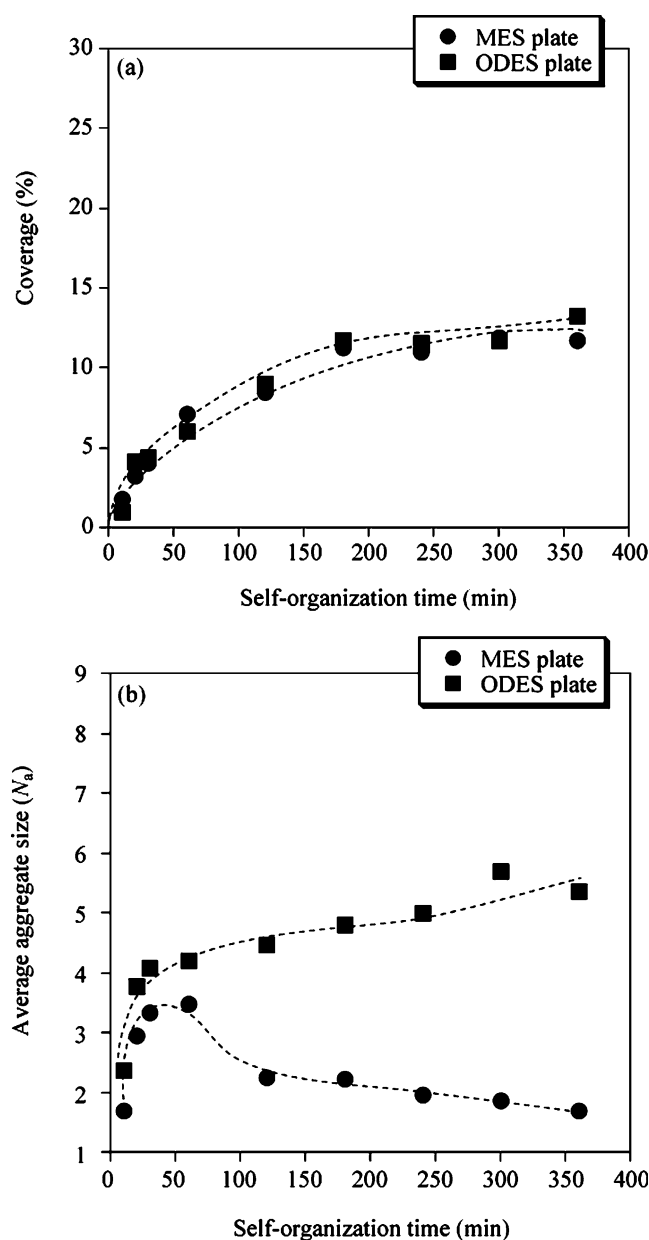 MES plate
ODES plate
(a)
30
25
20
15
10
5
0
Coverage (%)
0 50 100 150 200 250 300 350 400
Self-organization time (min)
MES plate
ODES plate
(b)
9
8
7
6
5
4
3
2
1
Average aggregate size (Na)
0 50 100 150 200 250 300 350 400
Self-organization time (min)